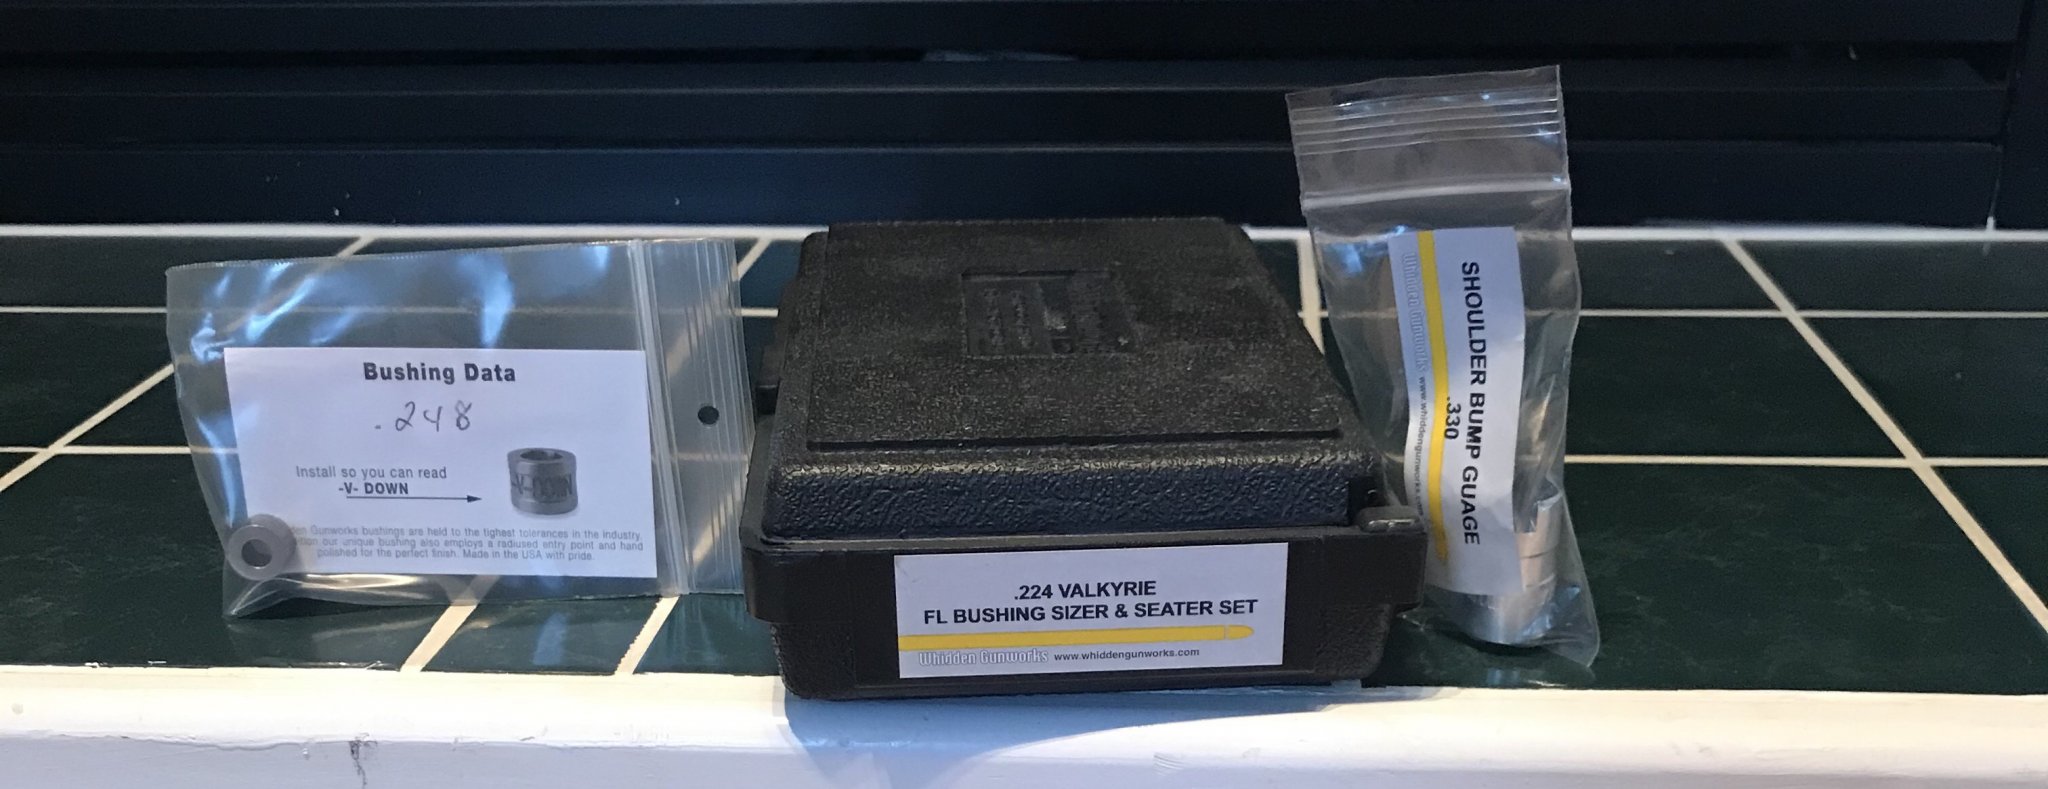 Bushing Data
.248
Install so you can read
-V- DOWN
-V-DOWN
Gunworks bushings are held to the tightest tolerances in the industry.
our unique bushing also employs a radiused entry point and hand
polished for the perfect finish. Made in the USA with pride.
.224 VALKYRIE
FL BUSHING SIZER & SEATER SET
Whidden Gunworks www.whiddengunworks.com
SHOULDER BUMP GUAGE
.330
Whidden Gunworks www.whiddengunworks.com